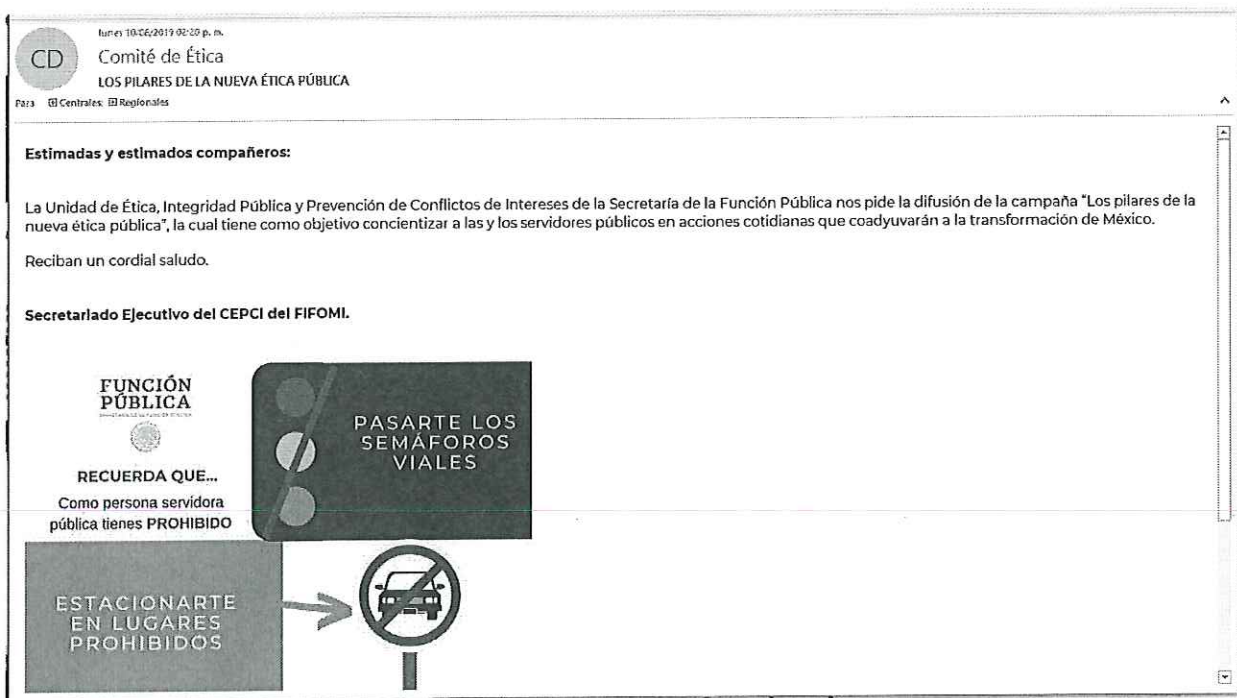 lunes 10/06/2019 02:20 p. m.
CD
Comité de Ética
LOS PILARES DE LA NUEVA ÉTICA PÚBLICA
Para Centrales; Regionales
Estimadas y estimados compañeros:
La Unidad de Ética, Integridad Pública y Prevención de Conflictos de Intereses de la Secretaría de la Función Pública nos pide la difusión de la campaña "Los pilares de la
nueva ética pública", la cual tiene como objetivo concientizar a las y los servidores públicos en acciones cotidianas que coadyuvarán a la transformación de México.
Reciban un cordial saludo.
Secretariado Ejecutivo del CEPCI del FIFOMI.
FUNCIÓN
PÚBLICA
RECUERDA QUE...
Como persona servidora
pública tienes PROHIBIDO
PASARTE LOS
SEMÁFOROS
VIALES
ESTACIONARTE
EN LUGARES
PROHIBIDOS